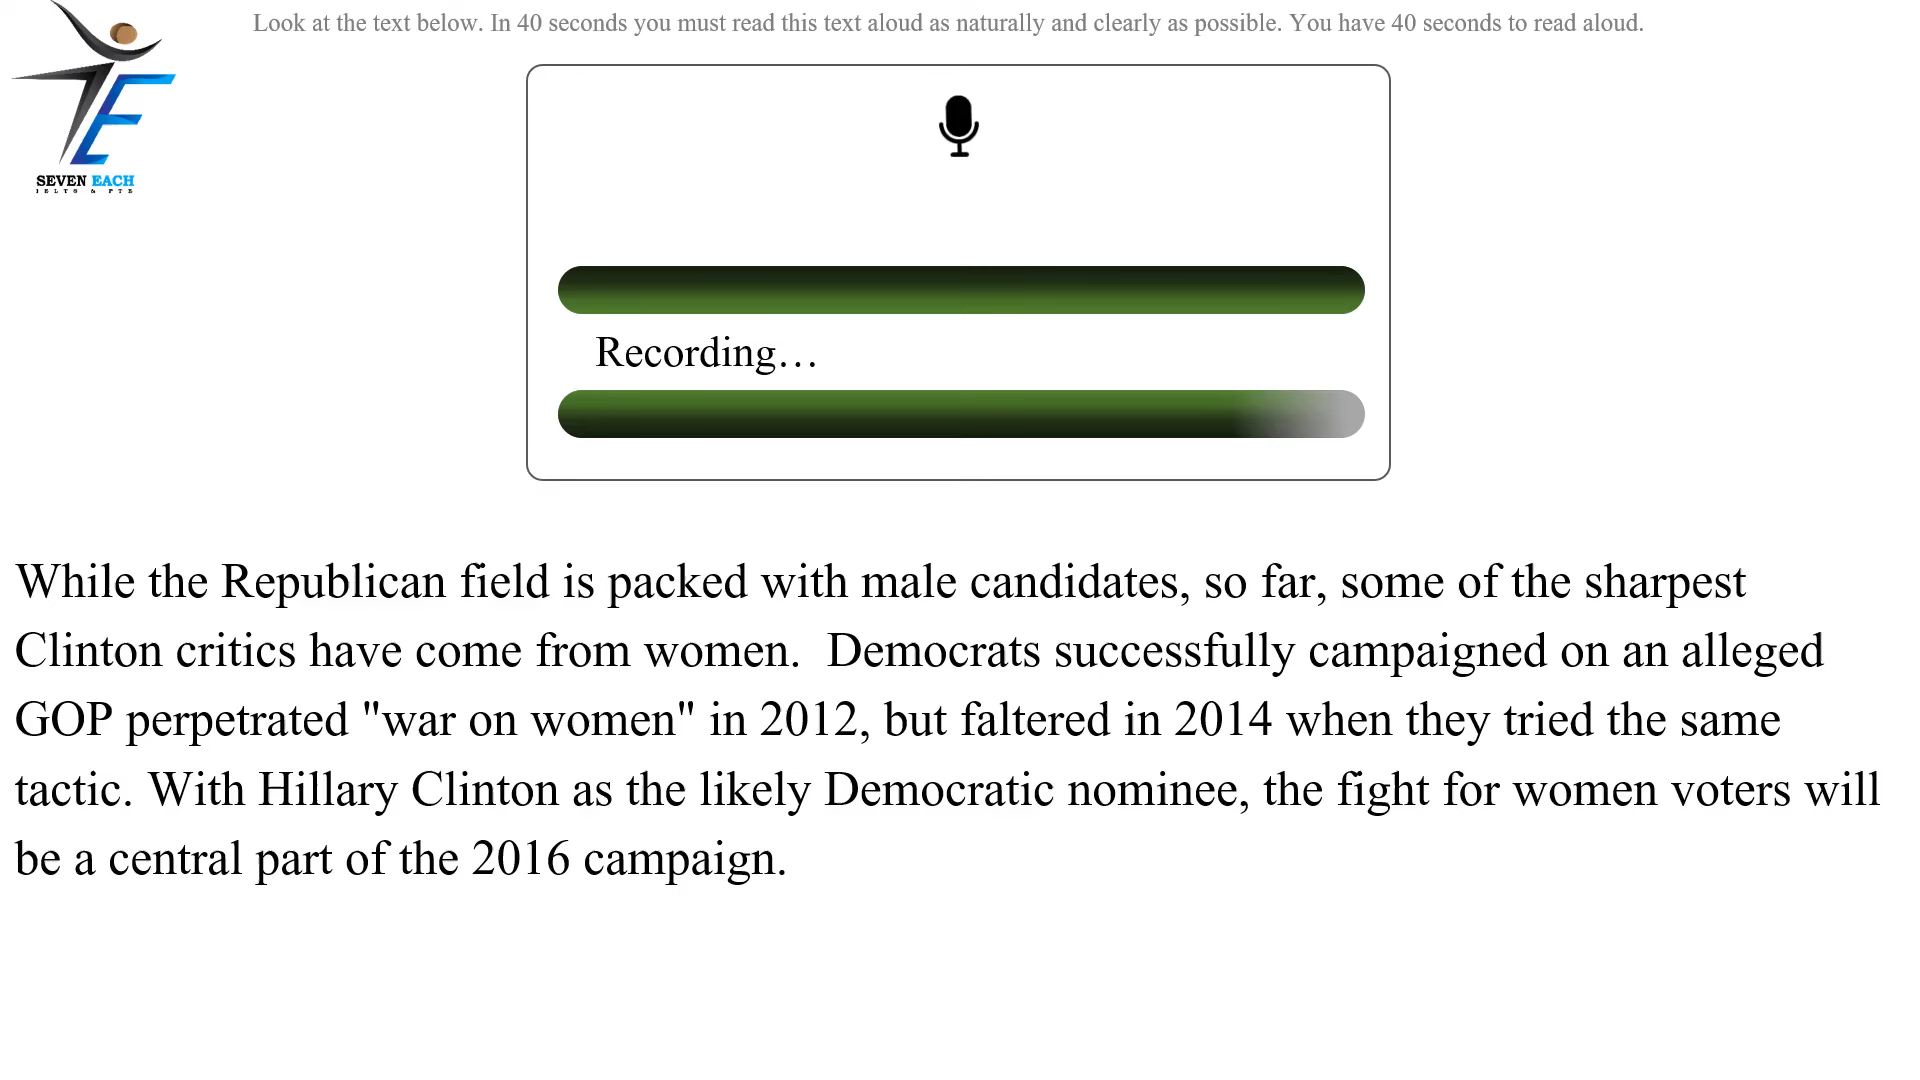 Look at the text below. In 40 seconds you must read this text aloud as naturally and clearly as possible. You have 40 seconds to read aloud.
SEVEN EACH
IELTS & PTE
Recording…
While the Republican field is packed with male candidates, so far, some of the sharpest
Clinton critics have come from women.  Democrats successfully campaigned on an alleged
GOP perpetrated "war on women" in 2012, but faltered in 2014 when they tried the same
tactic. With Hillary Clinton as the likely Democratic nominee, the fight for women voters will
be a central part of the 2016 campaign.